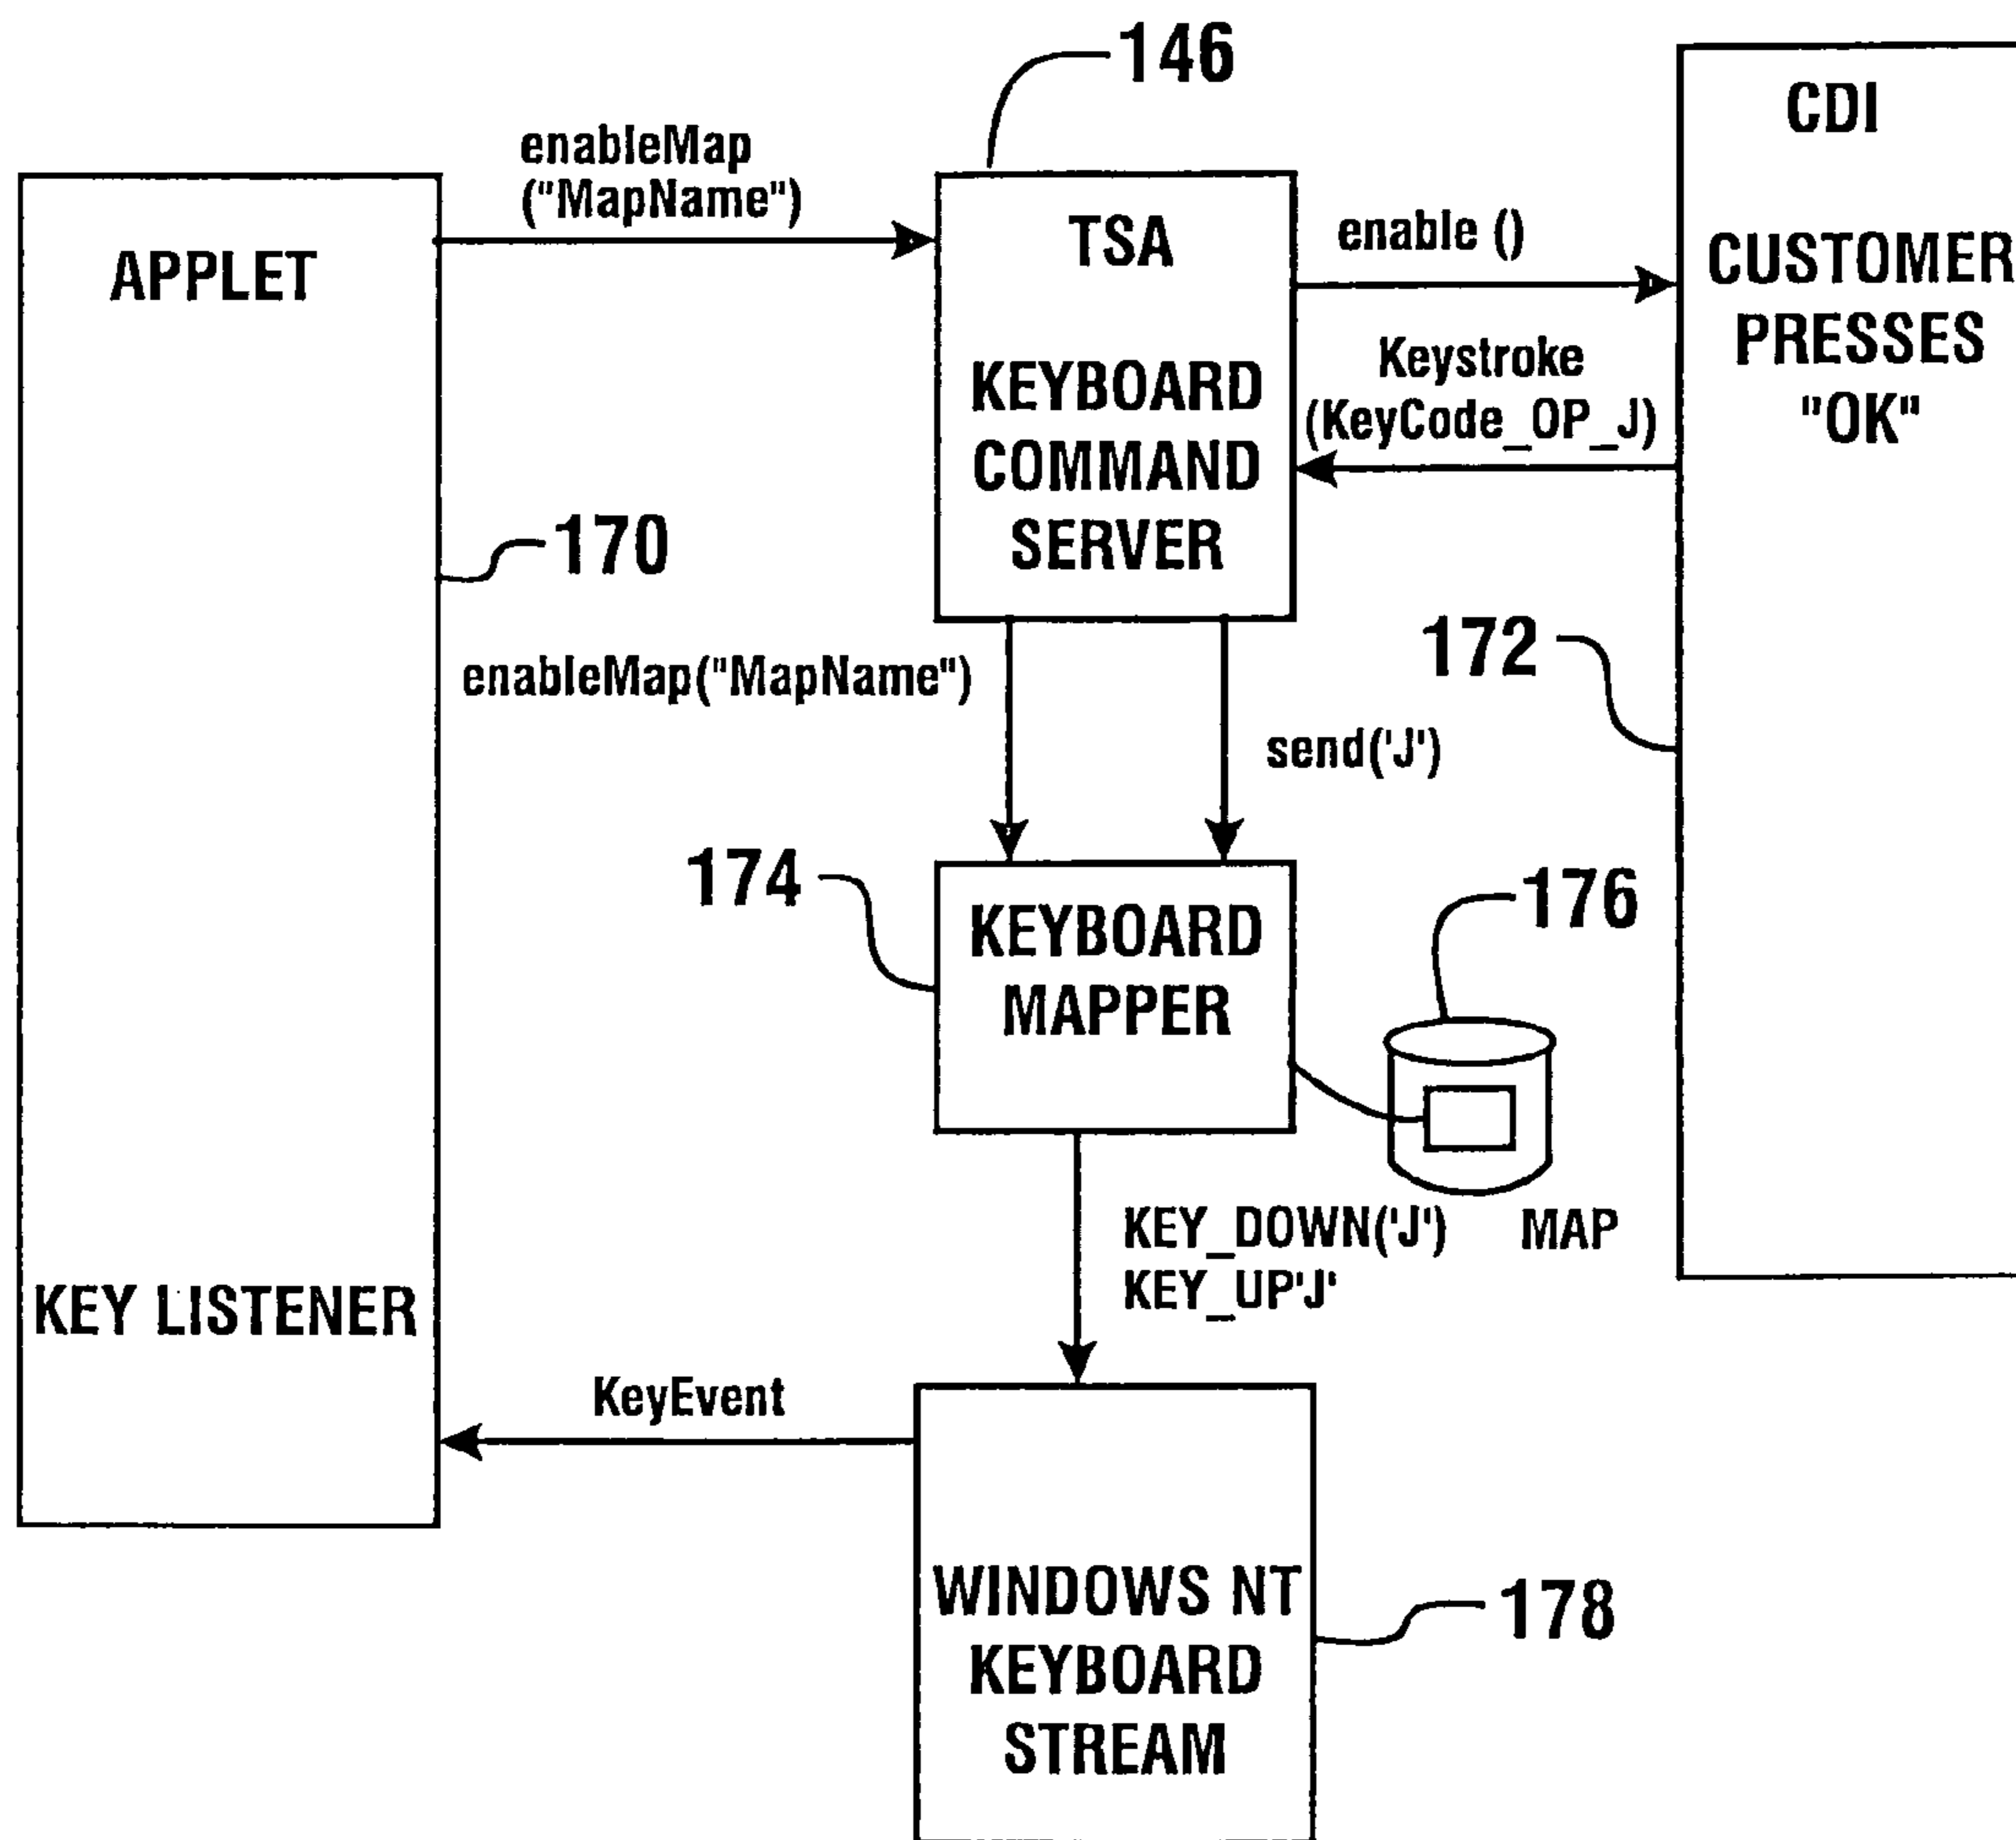 146
CDI
enableMap
("MapName")
APPLET
TSA
enable ()
CUSTOMER
PRESSES
"OK"
KEYBOARD
COMMAND
SERVER
Keystroke
(KeyCode_OP_J)
170
172
enableMap("MapName")
send('J')
174
KEYBOARD
MAPPER
176
KEY_DOWN('J')
KEY_UP'J'
MAP
KEY LISTENER
KeyEvent
WINDOWS NT
KEYBOARD
STREAM
178